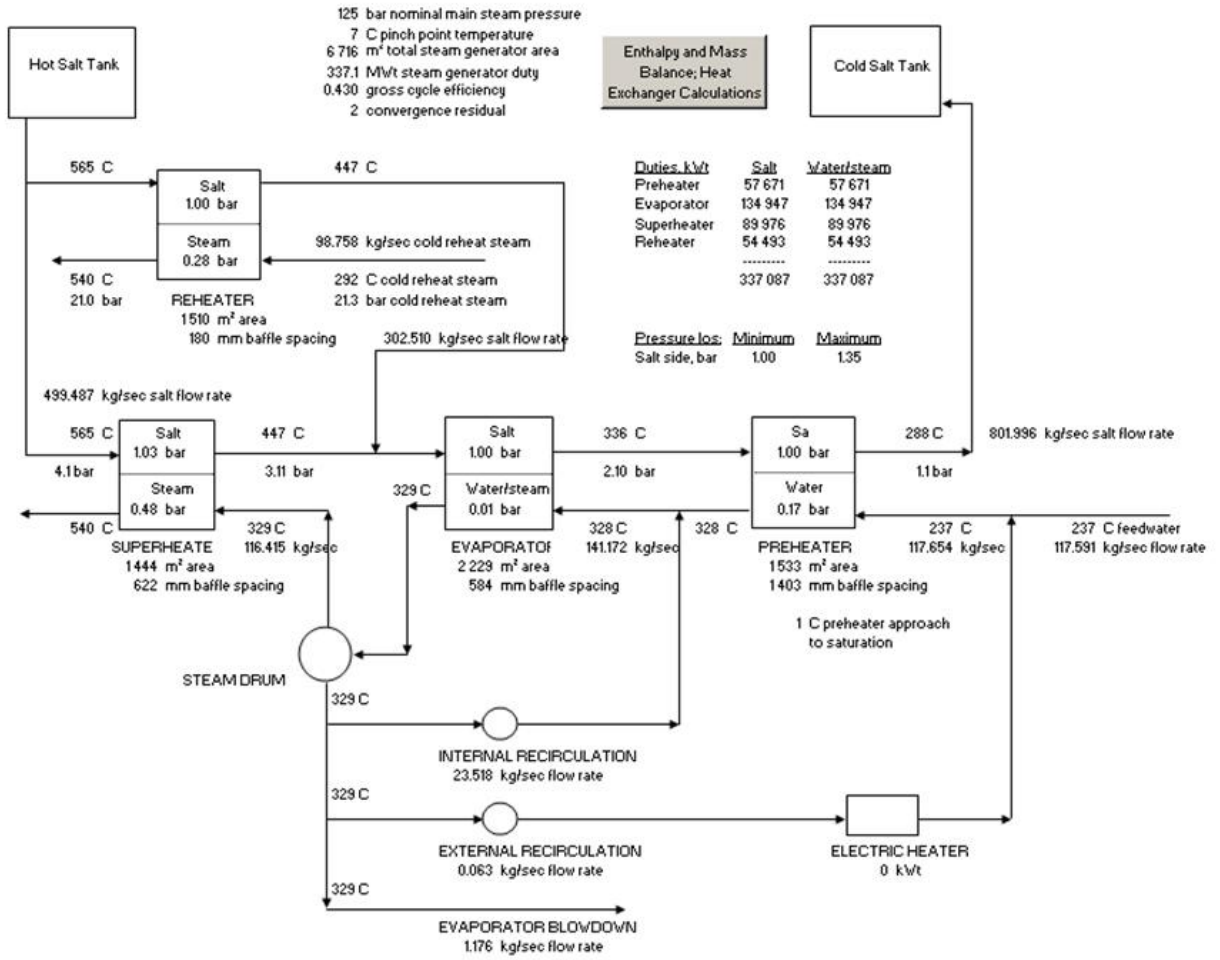 125 bar nominal main steam pressure
7 C pinch point temperature
6 716 m² total steam generator area
337.1 MWt steam generator duty
0.430 gross cycle efficiency
2 convergence residual
Hot Salt Tank
Enthalpy and Mass
Balance; Heat
Exchanger Calculations
Cold Salt Tank
565 C
447 C
Salt
1.00 bar
Steam
0.28 bar
98.758 kg/sec cold reheat steam
540 C
21.0 bar
292 C cold reheat steam
21.3 bar cold reheat steam
REHEATER
1 510 m² area
180 mm baffle spacing
302.510 kg/sec salt flow rate
Duties, kWt Salt Water/steam
Preheater 57 671 57 671
Evaporator 134 947 134 947
Superheater 89 976 89 976
Reheater 54 493 54 493
--------- ---------
337 087 337 087
Pressure los: Minimum Maximum
Salt side, bar 1.00 1.35
499.487 kg/sec salt flow rate
565 C
4.1 bar
Salt
1.03 bar
Steam
0.48 bar
447 C
3.11 bar
540 C
329 C
116.415 kg/sec
SUPERHEATE
1 444 m² area
622 mm baffle spacing
329 C
Salt
1.00 bar
Water/steam
0.01 bar
336 C
2.10 bar
328 C
141.172 kg/sec
328 C
EVAPORATOF
2 229 m² area
584 mm baffle spacing
Sa
1.00 bar
Water
0.17 bar
288 C
1.1 bar
801.996 kg/sec salt flow rate
237 C
117.654 kg/sec
237 C feedwater
117.591 kg/sec flow rate
PREHEATER
1 533 m² area
1 403 mm baffle spacing
1 C preheater approach
to saturation
STEAM DRUM
329 C
INTERNAL RECIRCULATION
23.518 kg/sec flow rate
329 C
EXTERNAL RECIRCULATION
0.063 kg/sec flow rate
ELECTRIC HEATER
0 kWt
329 C
EVAPORATOR BLOWDOWN
1.176 kg/sec flow rate